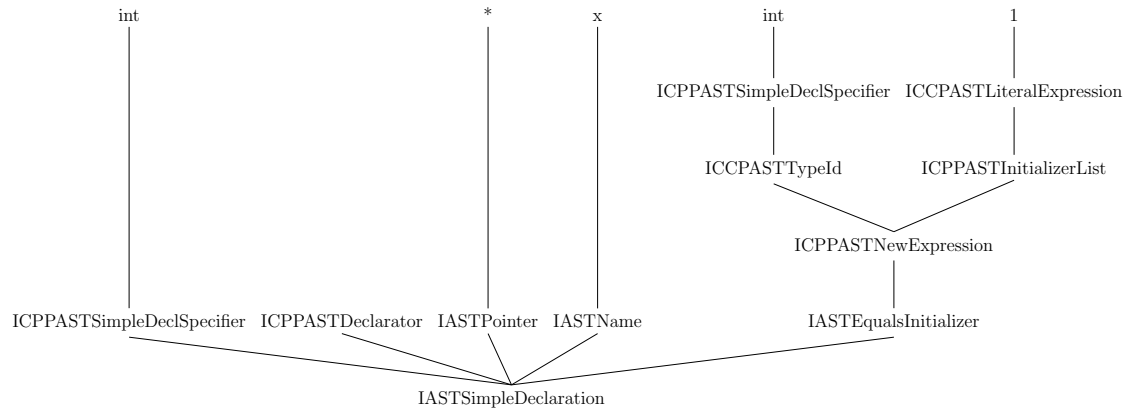 int * x int 1
ICPPASTSimpleDeclSpecifier ICCPASTLiteralExpression
ICCPASTTypeId ICPPASTInitializerList
ICPPASTNewExpression
ICPPASTSimpleDeclSpecifier ICPPASTDeclarator IASTPointer IASTName IASTEqualsInitializer
IASTSimpleDeclaration